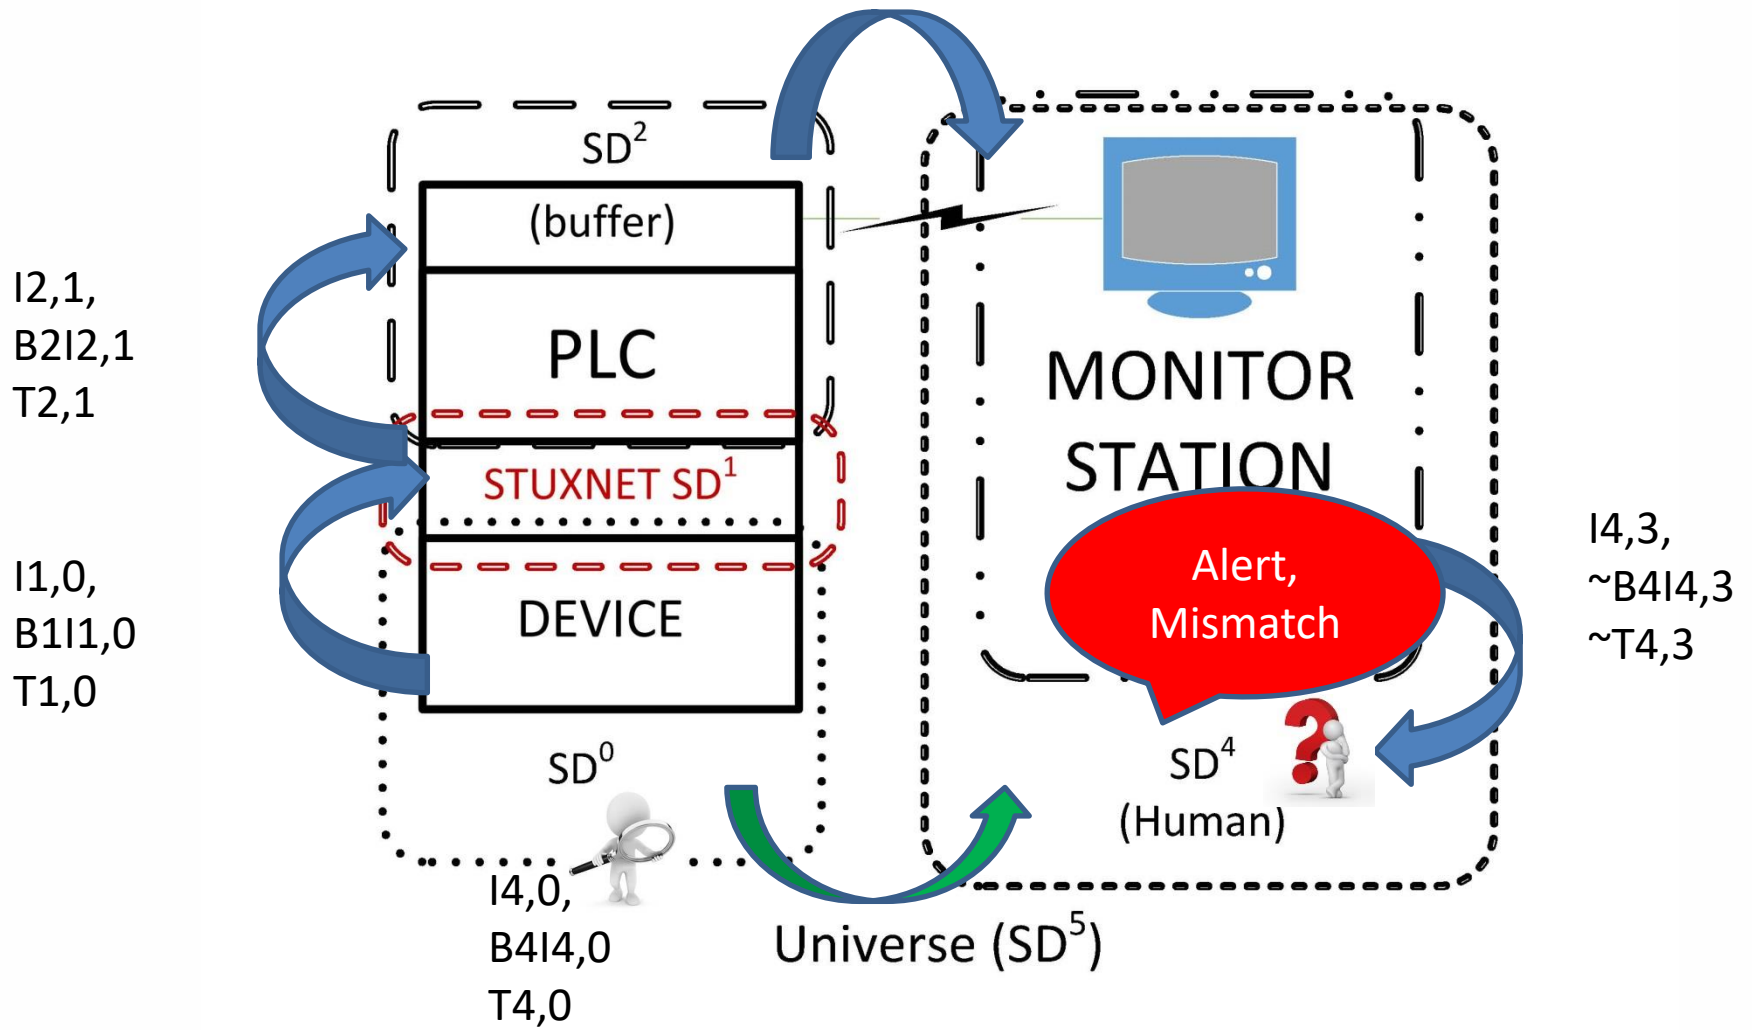 SD²
(buffer)
PLC
STUXNET SD¹
DEVICE
SD⁰
I2,1,
B2I2,1
T2,1
I1,0,
B1I1,0
T1,0
I4,0,
B4I4,0
T4,0
MONITOR
STATION
Alert,
Mismatch
SD⁴
(Human)
I4,3,
~B4I4,3
~T4,3
Universe (SD⁵)